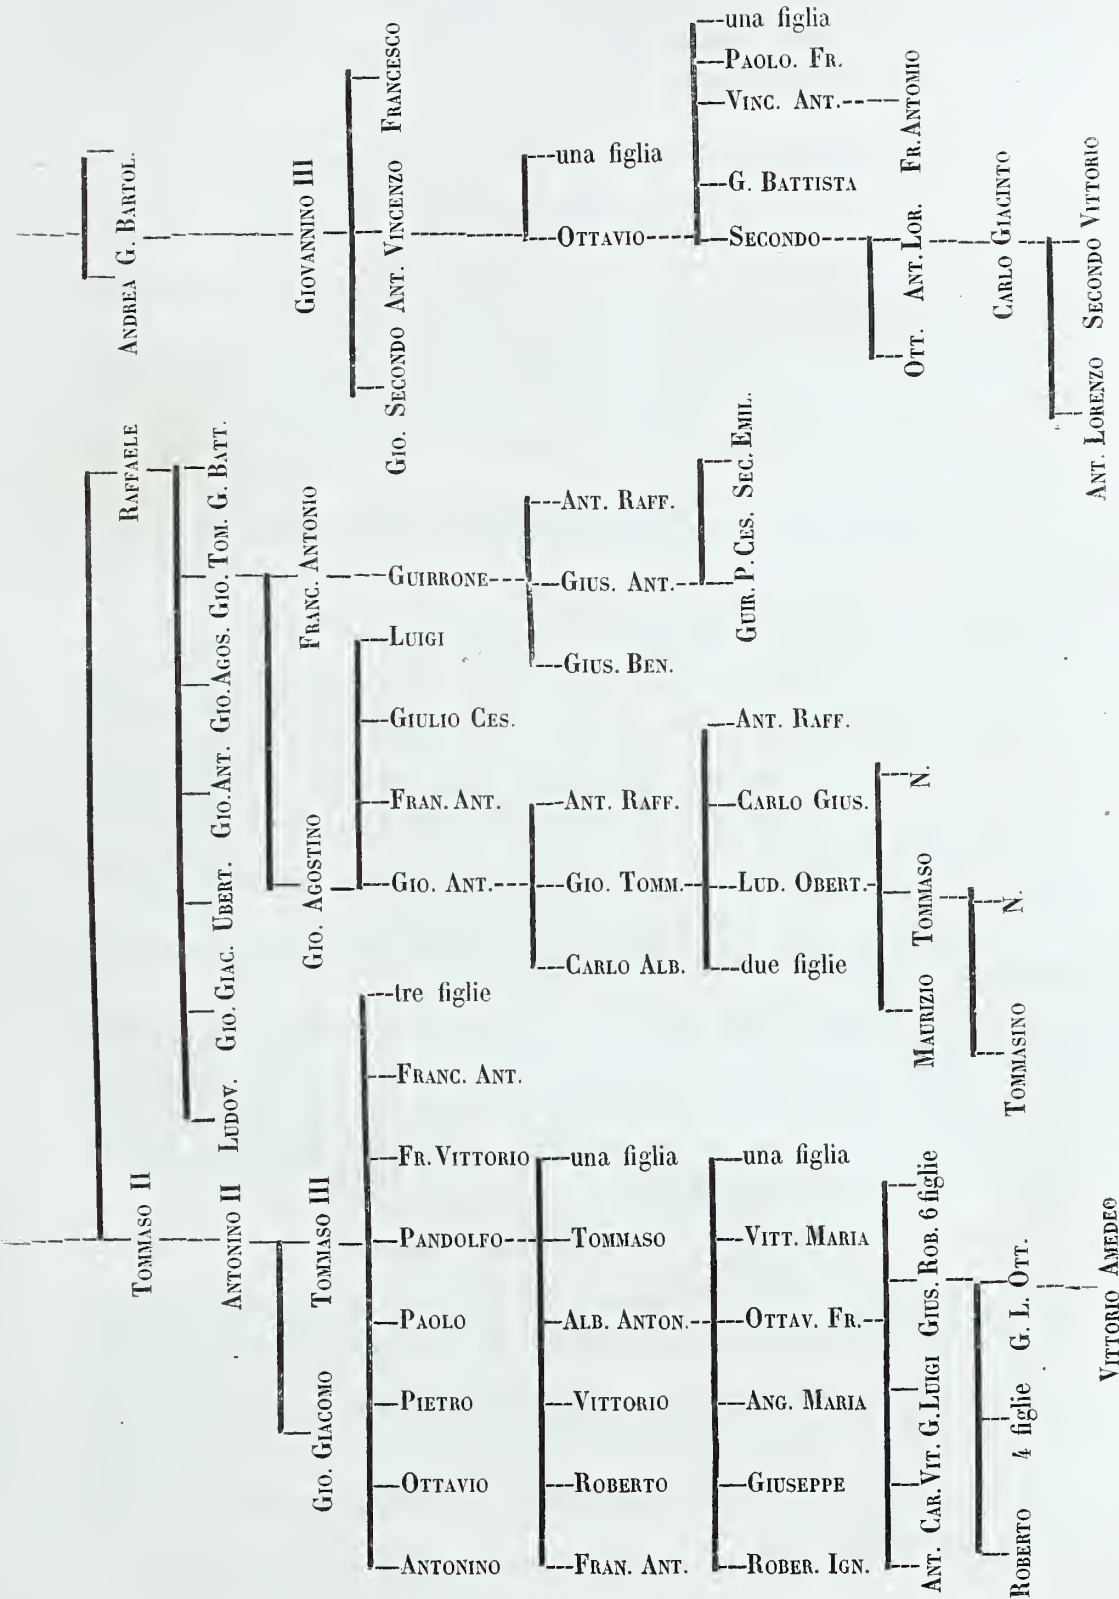 ANDREA G. BARTOL.
GIOVANNINO III
GIO. SECONDO ANT. VINCENZO FRANCESCO
una figlia
OTTAVIO
una figlia
PAOLO. FR.
VINC. ANT.
G. BATTISTA
SECONDO
OTT. ANT. LOR. FR. ANTOMIO
CARLO GIACINTO
ANT. LORENZO SECONDO VITTORIO
RAFFAELE
LUDOV. GIO. GIAC. UBERT. GIO. ANT. GIO. AGOS. GIO. TOM. G. BATT.
FRANC. ANTONIO
GIO. AGOSTINO
GUIRRONE
LUIGI
GIULIO CES.
FRAN. ANT.
GIO. ANT.
ANT. RAFF.
GIUS. ANT.
GIUS. BEN.
GUIR. P. CES. SEC. EMIL.
ANT. RAFF.
GIO. TOMM.
CARLO ALB.
ANT. RAFF.
CARLO GIUS.
LUD. OBERT.
due figlie
MAURIZIO TOMMASO N.
TOMMASINO N.
TOMMASO II
ANTONINO II
GIO. GIACOMO TOMMASO III
tre figlie
FRANC. ANT.
FR. VITTORIO
PANDOLFO
PAOLO
PIETRO
OTTAVIO
ANTONINO
una figlia
TOMMASO
ALB. ANTON.
VITTORIO
ROBERTO
FRAN. ANT.
una figlia
VITT. MARIA
OTTAV. FR.
ANG. MARIA
GIUSEPPE
ROBER. IGN.
ANT. CAR. VIT. G. LUIGI GIUS. ROB. 6 figlie
ROBERTO 4 figlie G. L. OTT.
VITTORIO AMEDEO